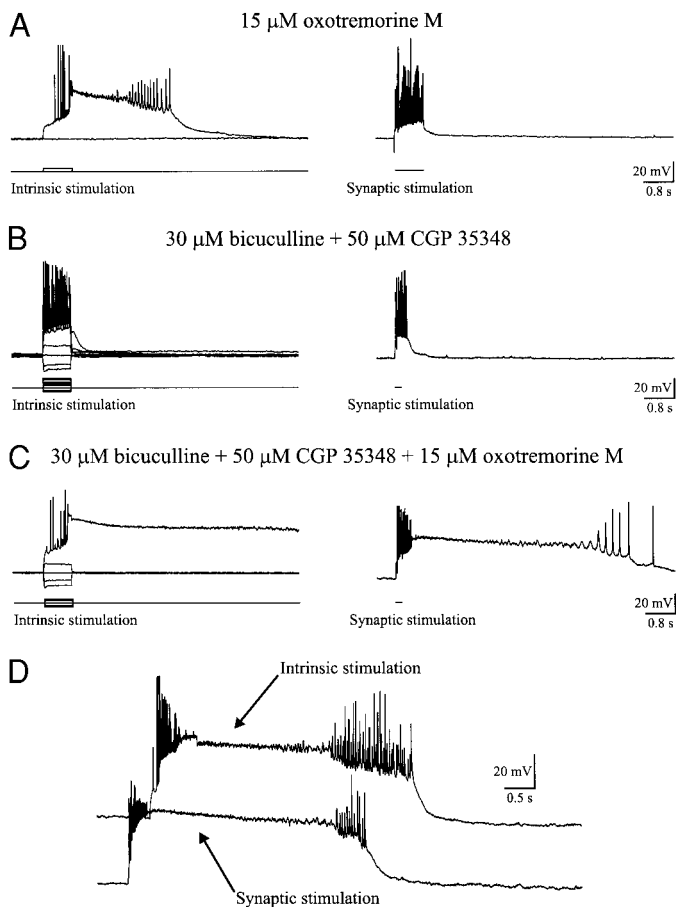 A
15 μM oxotremorine M
Intrinsic stimulation
Synaptic stimulation
20 mV
0.8 s
B
30 μM bicuculline + 50 μM CGP 35348
Intrinsic stimulation
Synaptic stimulation
20 mV
0.8 s
C
30 μM bicuculline + 50 μM CGP 35348 + 15 μM oxotremorine M
Intrinsic stimulation
Synaptic stimulation
20 mV
0.8 s
D
Intrinsic stimulation
20 mV
0.5 s
Synaptic stimulation